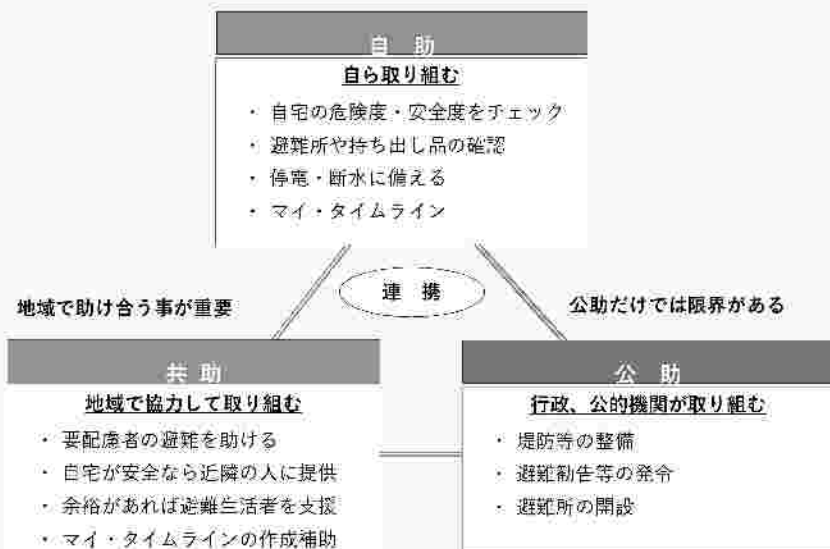 自 助
自ら取り組む
・ 自宅の危険度・安全度をチェック
・ 避難所や持ち出し品の確認
・ 停電・断水に備える
・ マイ・タイムライン
連 携
地域で助け合う事が重要
公助だけでは限界がある
共 助
地域で協力して取り組む
・ 要配慮者の避難を助ける
・ 自宅が安全なら近隣の人に提供
・ 余裕があれば避難生活者を支援
・ マイ・タイムラインの作成補助
公 助
行政、公的機関が取り組む
・ 堤防等の整備
・ 避難勧告等の発令
・ 避難所の開設